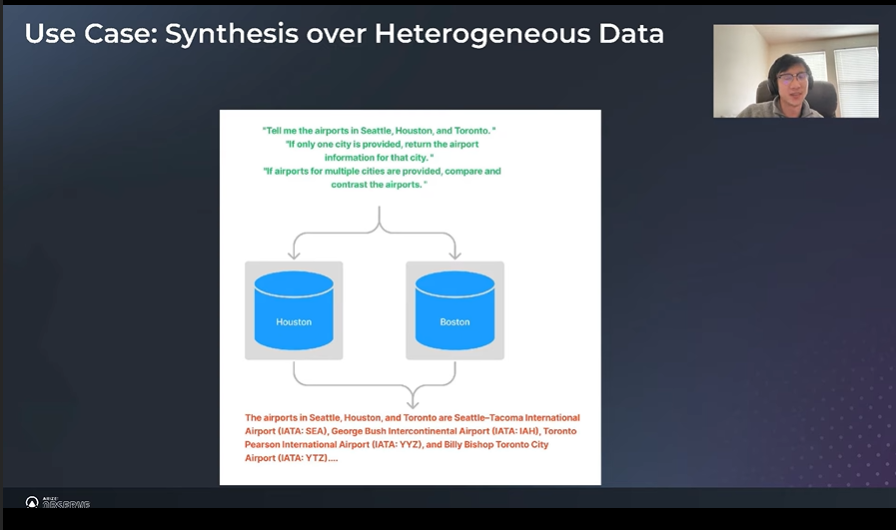 Use Case: Synthesis over Heterogeneous Data
"Tell me the airports in Seattle, Houston, and Toronto. "
"If only one city is provided, return the airport
information for that city. "
"If airports for multiple cities are provided, compare and
contrast the airports. "
Houston
Boston
The airports in Seattle, Houston, and Toronto are Seattle–Tacoma International
Airport (IATA: SEA), George Bush Intercontinental Airport (IATA: IAH), Toronto
Pearson International Airport (IATA: YYZ), and Billy Bishop Toronto City
Airport (IATA: YTZ)....
ARIZE:
OBSERVE